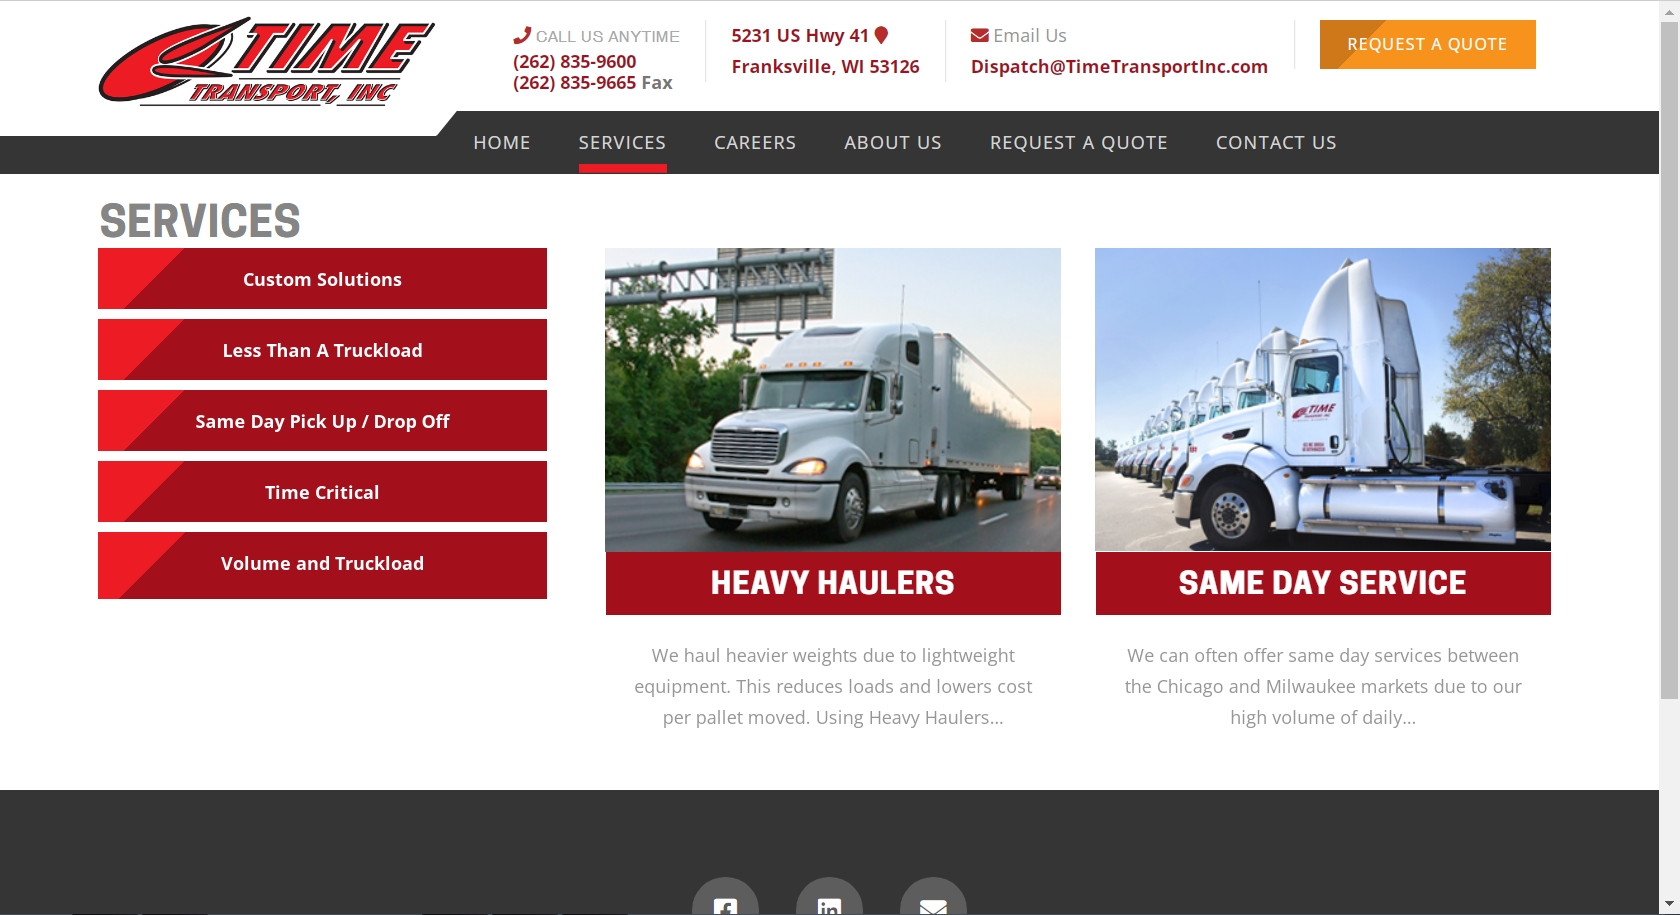 TIME
TRANSPORT, INC
CALL US ANYTIME
(262) 835-9600
(262) 835-9665 Fax
5231 US Hwy 41
Franksville, WI 53126
Email Us
Dispatch@TimeTransportInc.com
REQUEST A QUOTE
HOME
SERVICES
CAREERS
ABOUT US
REQUEST A QUOTE
CONTACT US
SERVICES
Custom Solutions
Less Than A Truckload
Same Day Pick Up / Drop Off
Time Critical
Volume and Truckload
TIME
HEAVY HAULERS
We haul heavier weights due to lightweight
equipment. This reduces loads and lowers cost
per pallet moved. Using Heavy Haulers...
SAME DAY SERVICE
We can often offer same day services between
the Chicago and Milwaukee markets due to our
high volume of daily...